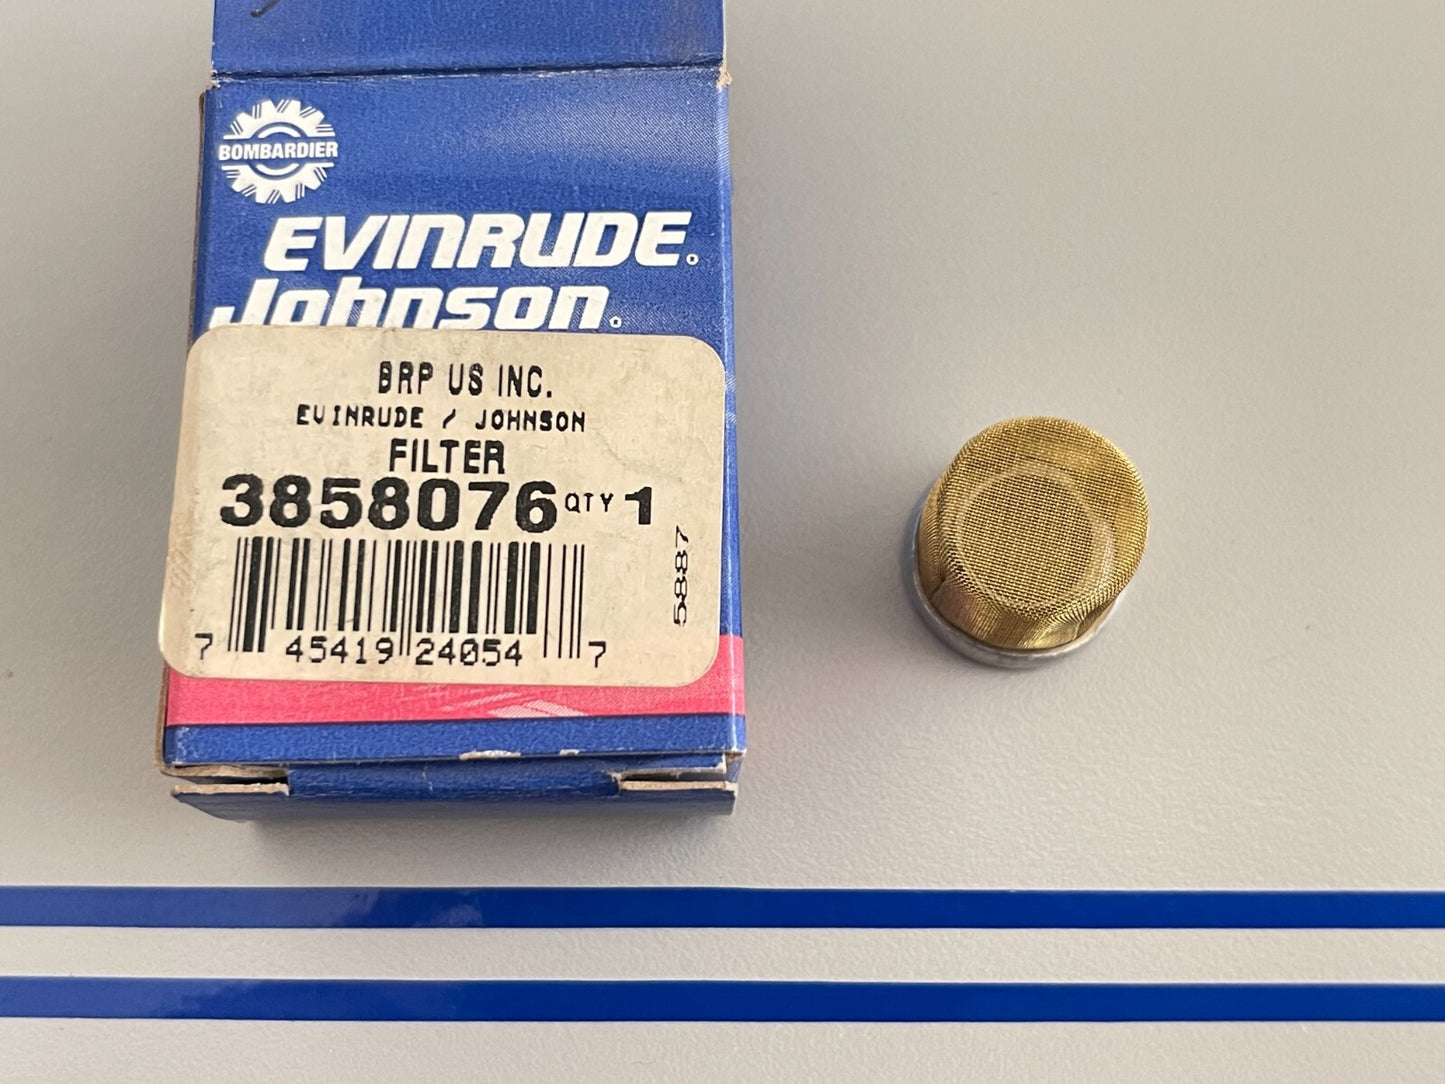 BOMBARDIER
EVINRUDE®
Johnson®
BRP US INC.
EVINRUDE / JOHNSON
FILTER
3858076 QTY 1
5887
7 45419 24054 7